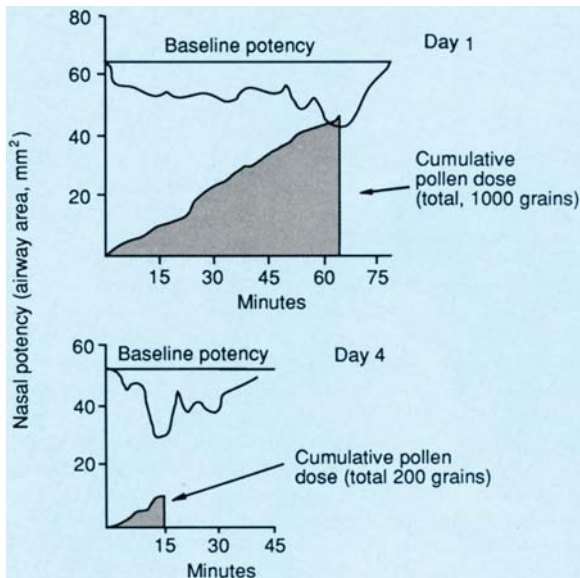 80
Baseline potency
Day 1
60
40
20
Cumulative
pollen dose
(total, 1000 grains)
15
30
45
60
75
Minutes
Nasal potency (airway area, mm²)
Baseline potency
Day 4
60
40
20
Cumulative pollen
dose (total 200 grains)
15
30
45
Minutes